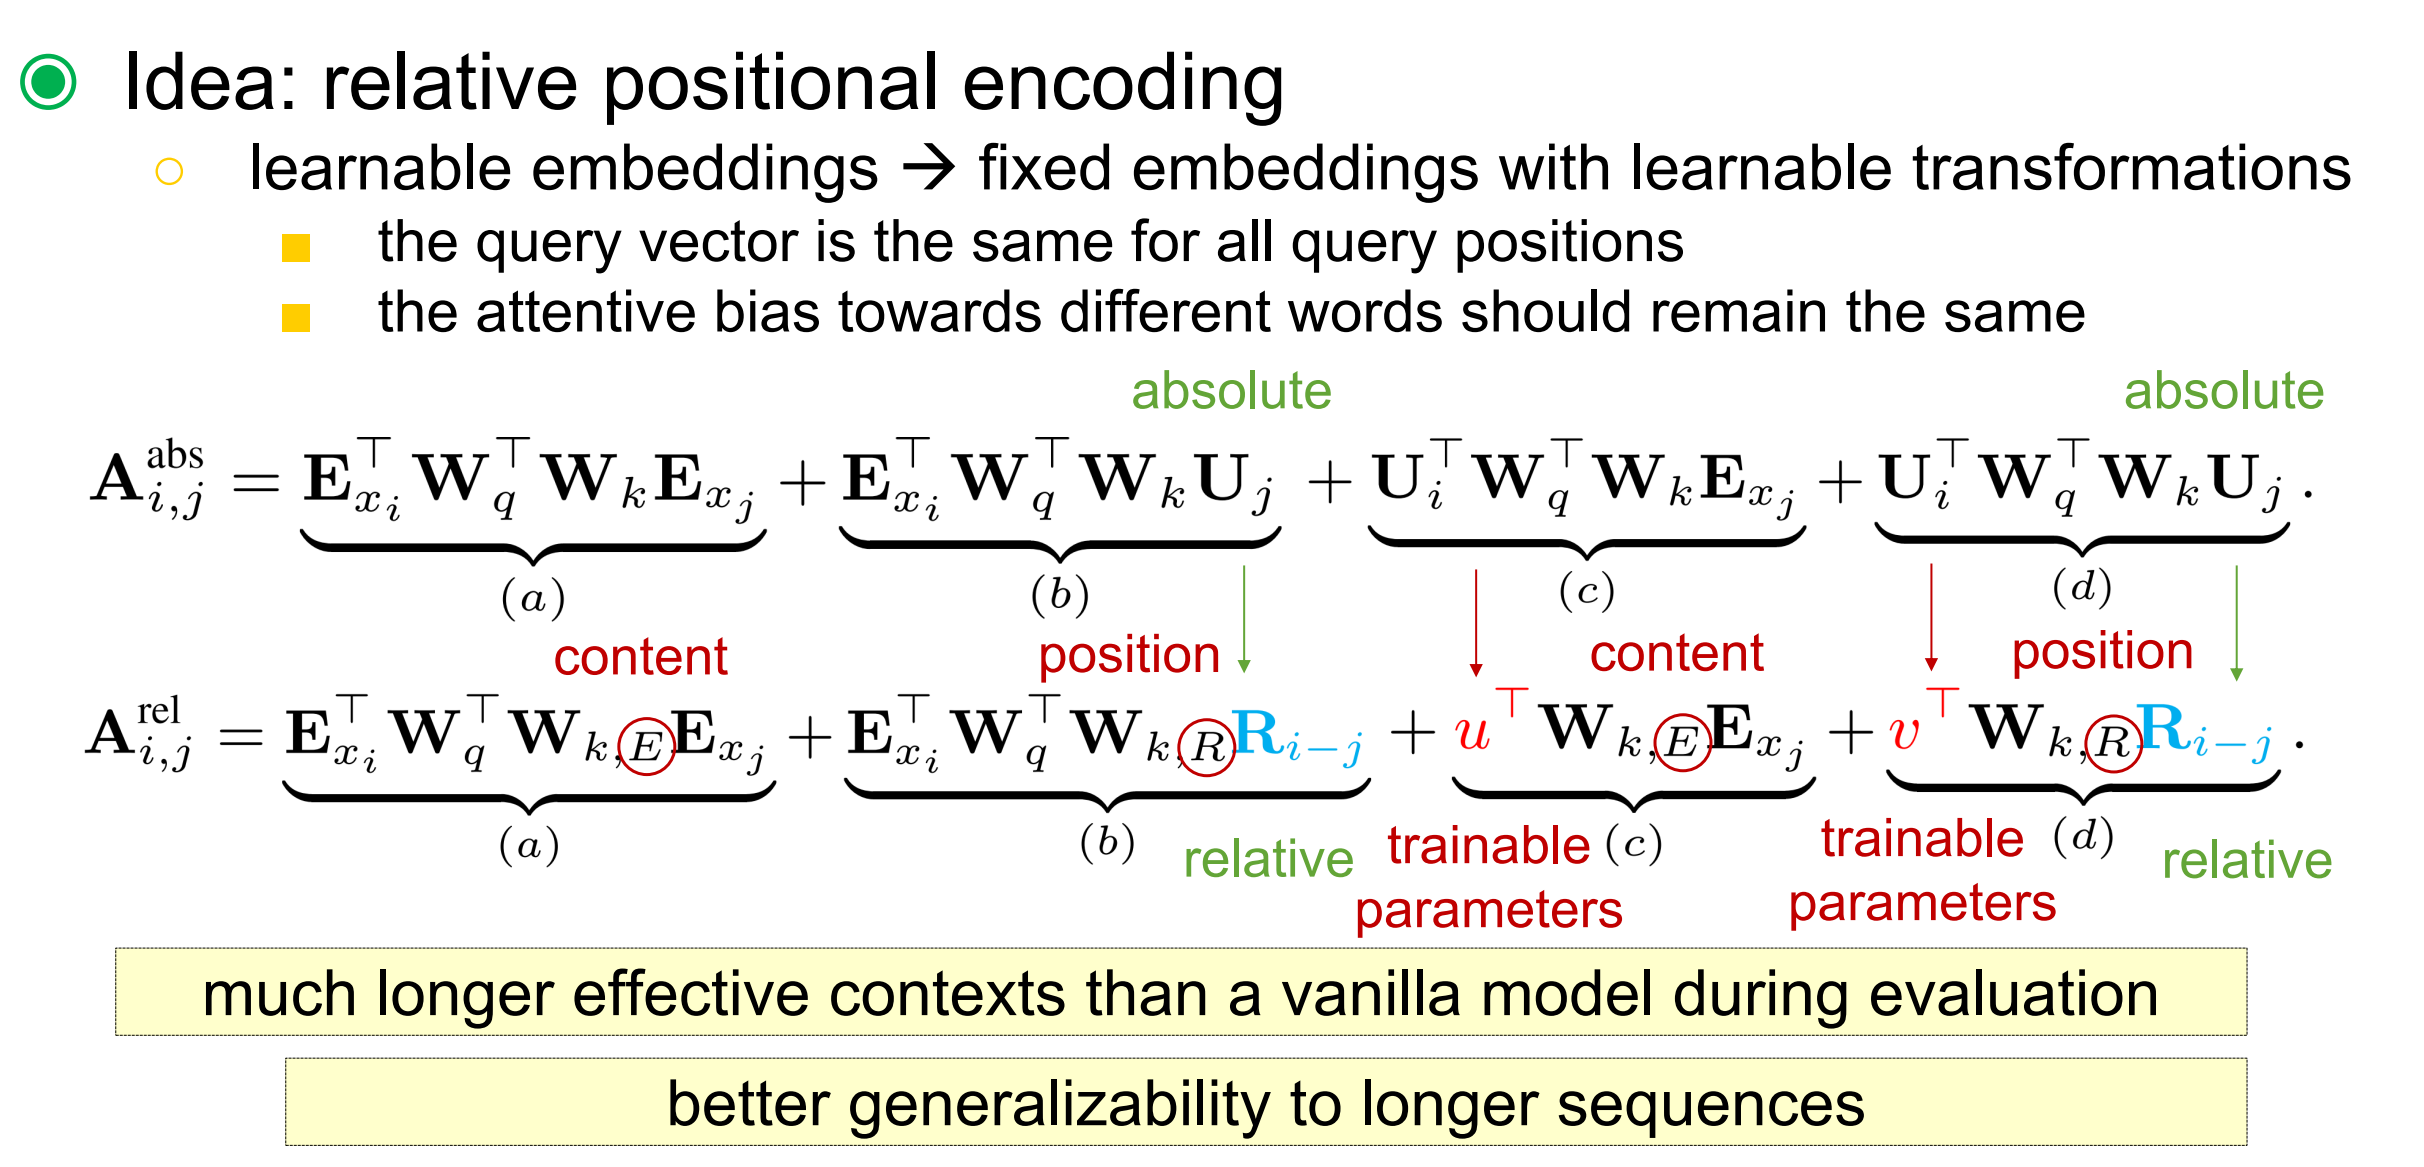 Idea: relative positional encoding
learnable embeddings → fixed embeddings with learnable transformations
the query vector is the same for all query positions
the attentive bias towards different words should remain the same
absolute absolute
$\mathbf{A}_{i,j}^{\text{abs}} = \underbrace{\mathbf{E}_{x_i}^\top \mathbf{W}_q^\top \mathbf{W}_k \mathbf{E}_{x_j}}_{(a)} + \underbrace{\mathbf{E}_{x_i}^\top \mathbf{W}_q^\top \mathbf{W}_k \mathbf{U}_j}_{(b)} + \underbrace{\mathbf{U}_i^\top \mathbf{W}_q^\top \mathbf{W}_k \mathbf{E}_{x_j}}_{(c)} + \underbrace{\mathbf{U}_i^\top \mathbf{W}_q^\top \mathbf{W}_k \mathbf{U}_j}_{(d)}.$
content position content position
$\mathbf{A}_{i,j}^{\text{rel}} = \underbrace{\mathbf{E}_{x_i}^\top \mathbf{W}_q^\top \mathbf{W}_{k,E} \mathbf{E}_{x_j}}_{(a)} + \underbrace{\mathbf{E}_{x_i}^\top \mathbf{W}_q^\top \mathbf{W}_{k,R} \mathbf{R}_{i-j}}_{(b)} + \underbrace{u^\top \mathbf{W}_{k,E} \mathbf{E}_{x_j}}_{(c)} + \underbrace{v^\top \mathbf{W}_{k,R} \mathbf{R}_{i-j}}_{(d)}.$
relative trainable trainable relative
parameters parameters
much longer effective contexts than a vanilla model during evaluation
better generalizability to longer sequences